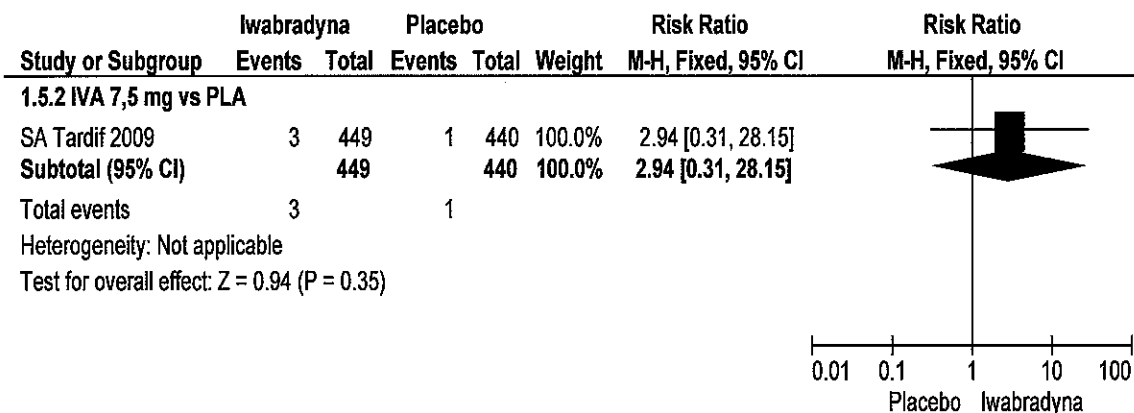 Iwabradyna Placebo Risk Ratio Risk Ratio
Study or Subgroup Events Total Events Total Weight M-H, Fixed, 95% CI M-H, Fixed, 95% CI
1.5.2 IVA 7,5 mg vs PLA
SA Tardif 2009 3 449 1 440 100.0% 2.94 [0.31, 28.15]
Subtotal (95% CI) 449 440 100.0% 2.94 [0.31, 28.15]
Total events 3 1
Heterogeneity: Not applicable
Test for overall effect: Z = 0.94 (P = 0.35)
0.01 0.1 1 10 100
Placebo Iwabradyna